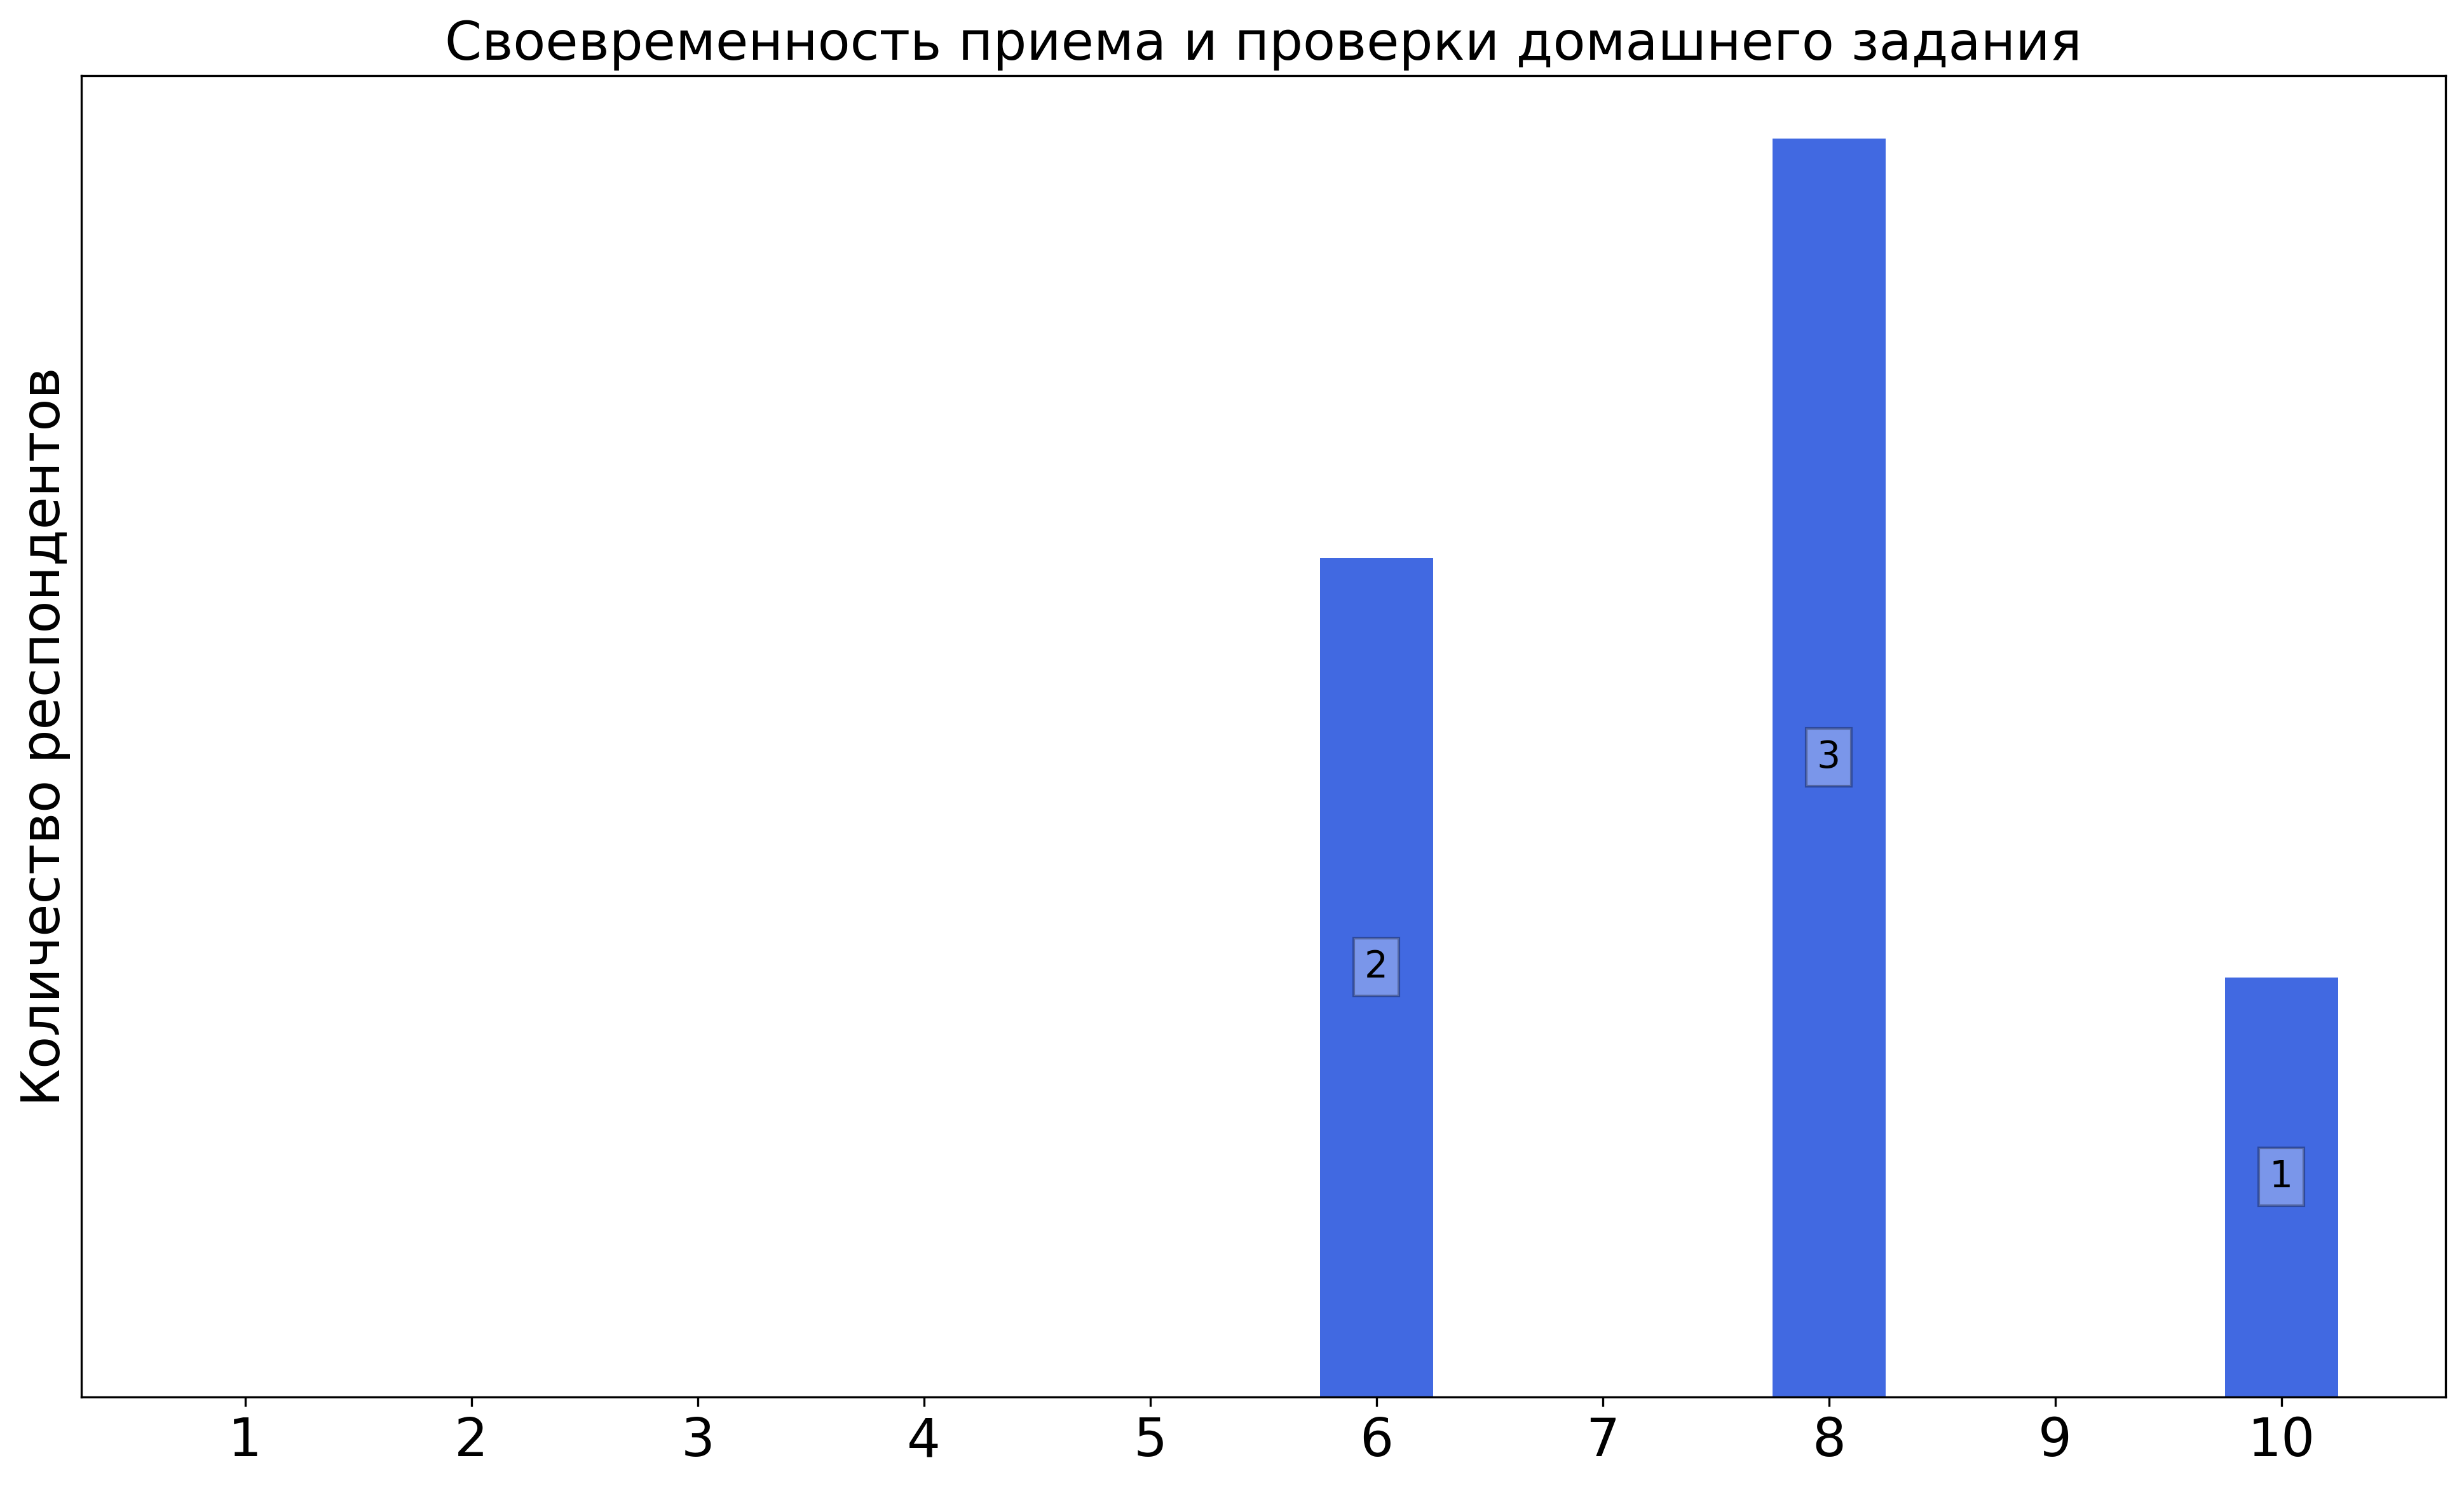 Своевременность приема и проверки домашнего задания
Количество респондентов
3
2
1
1 2 3 4 5 6 7 8 9 10